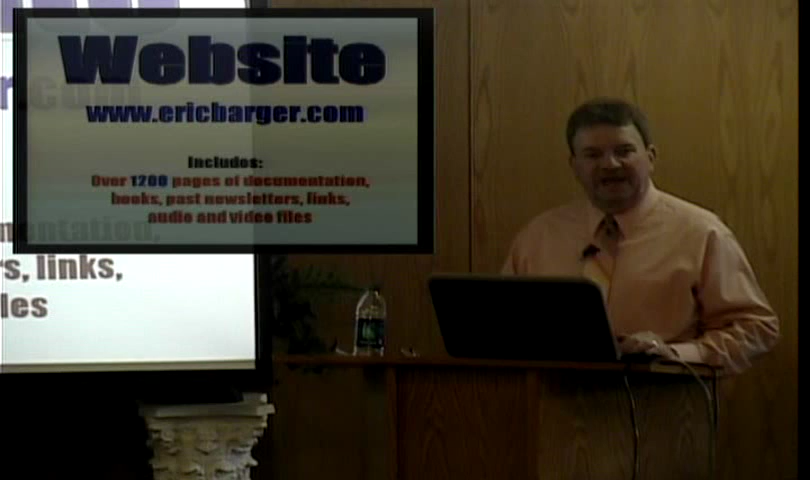 Website
www.ericbarger.com
Includes:
Over 1200 pages of documentation,
books, past newsletters, links,
audio and video files
r.com
mentation,
rs, links,
les